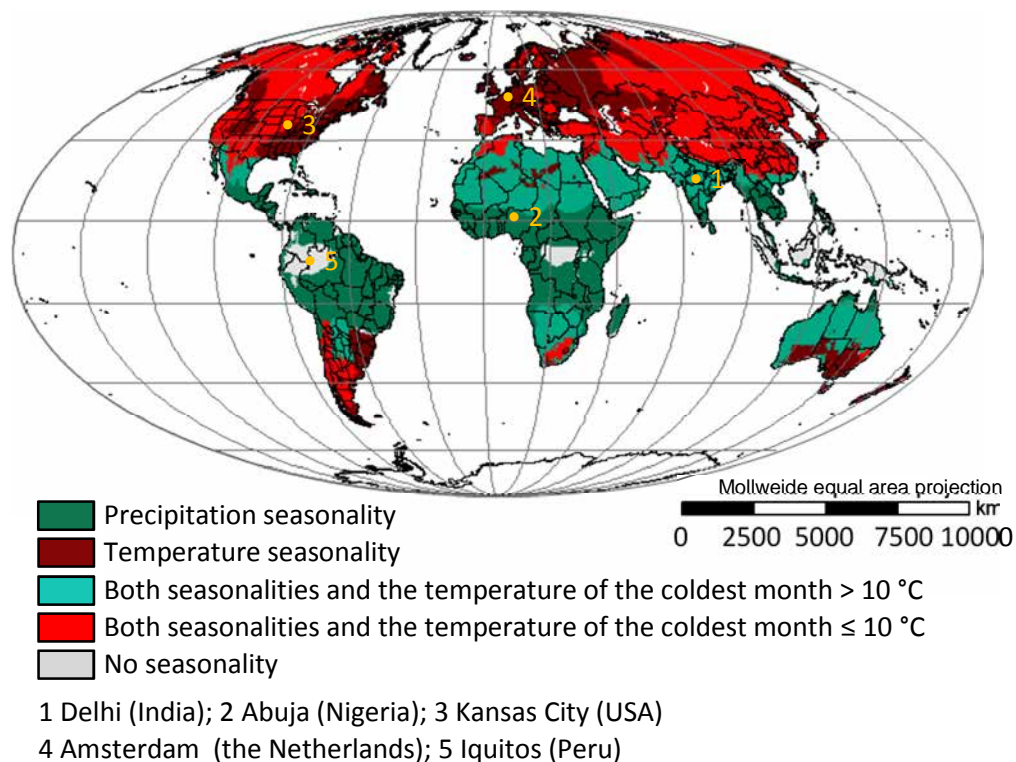 4
3
1
2
5
Mollweide equal area projection
km
0 2500 5000 7500 10000
Precipitation seasonality
Temperature seasonality
Both seasonalities and the temperature of the coldest month > 10 °C
Both seasonalities and the temperature of the coldest month ≤ 10 °C
No seasonality
1 Delhi (India); 2 Abuja (Nigeria); 3 Kansas City (USA)
4 Amsterdam (the Netherlands); 5 Iquitos (Peru)